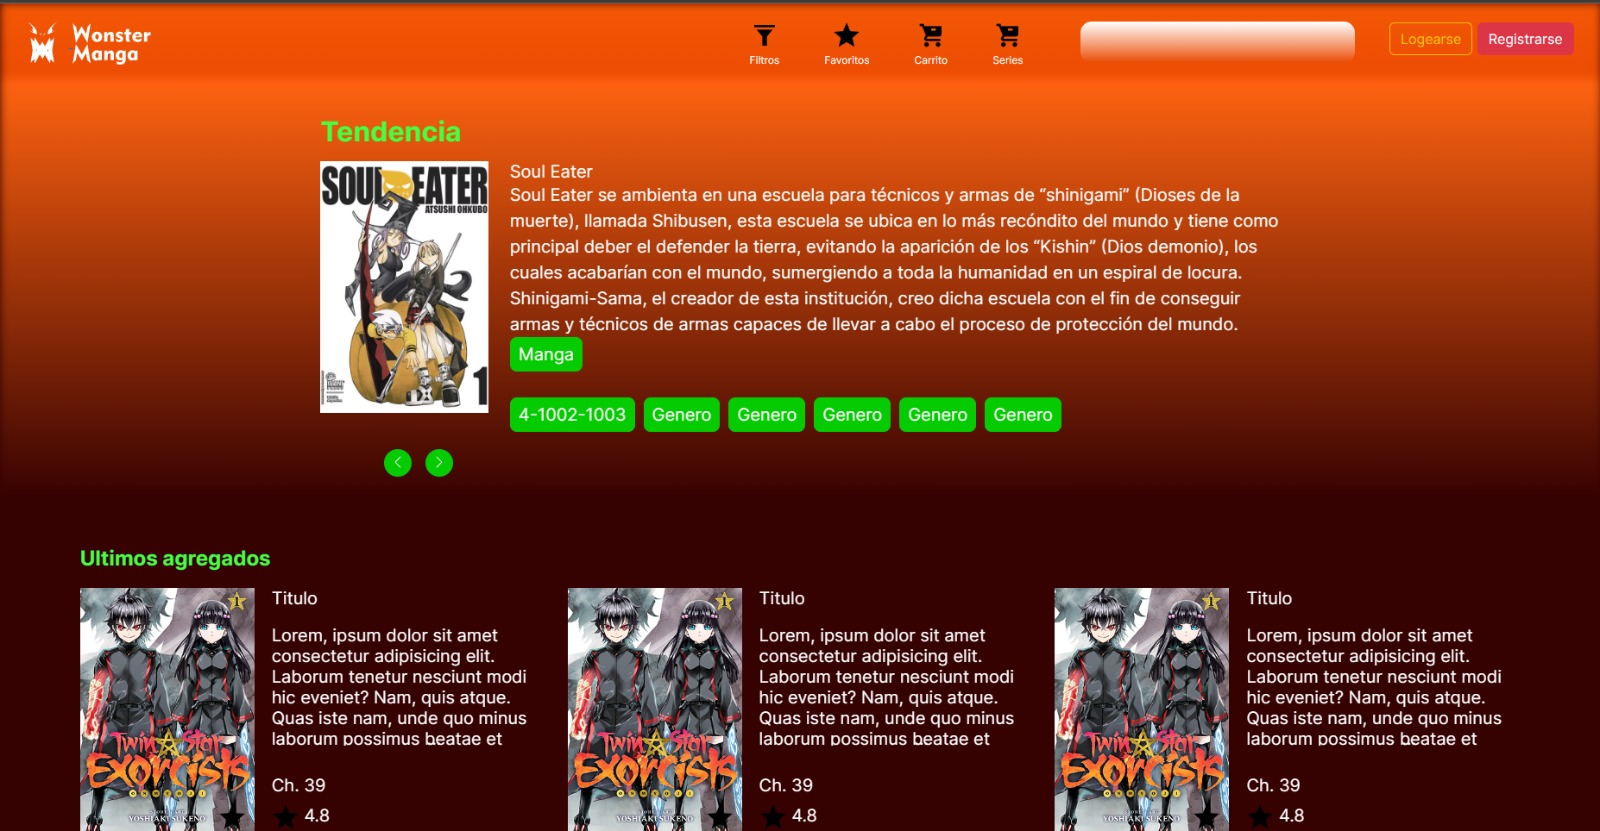 Wonster
Manga
Filtros
Favoritos
Carrito
Series
Logearse
Registrarse
Tendencia
SOUL EATER
ATSUSHI OHKUBO
1
Soul Eater
Soul Eater se ambienta en una escuela para técnicos y armas de “shinigami” (Dioses de la
muerte), llamada Shibusen, esta escuela se ubica en lo más recóndito del mundo y tiene como
principal deber el defender la tierra, evitando la aparición de los “Kishin” (Dios demonio), los
cuales acabarían con el mundo, sumergiendo a toda la humanidad en un espiral de locura.
Shinigami-Sama, el creador de esta institución, creo dicha escuela con el fin de conseguir
armas y técnicos de armas capaces de llevar a cabo el proceso de protección del mundo.
Manga
4-1002-1003 Genero Genero Genero Genero Genero
Ultimos agregados
1
Twin Star
Exorcists
ONMYOJI
YOSHIAKI SUKENO
Titulo
Lorem, ipsum dolor sit amet
consectetur adipisicing elit.
Laborum tenetur nesciunt modi
hic eveniet? Nam, quis atque.
Quas iste nam, unde quo minus
laborum possimus beatae et
Ch. 39
4.8
1
Twin Star
Exorcists
ONMYOJI
YOSHIAKI SUKENO
Titulo
Lorem, ipsum dolor sit amet
consectetur adipisicing elit.
Laborum tenetur nesciunt modi
hic eveniet? Nam, quis atque.
Quas iste nam, unde quo minus
laborum possimus beatae et
Ch. 39
4.8
1
Twin Star
Exorcists
ONMYOJI
YOSHIAKI SUKENO
Titulo
Lorem, ipsum dolor sit amet
consectetur adipisicing elit.
Laborum tenetur nesciunt modi
hic eveniet? Nam, quis atque.
Quas iste nam, unde quo minus
laborum possimus beatae et
Ch. 39
4.8